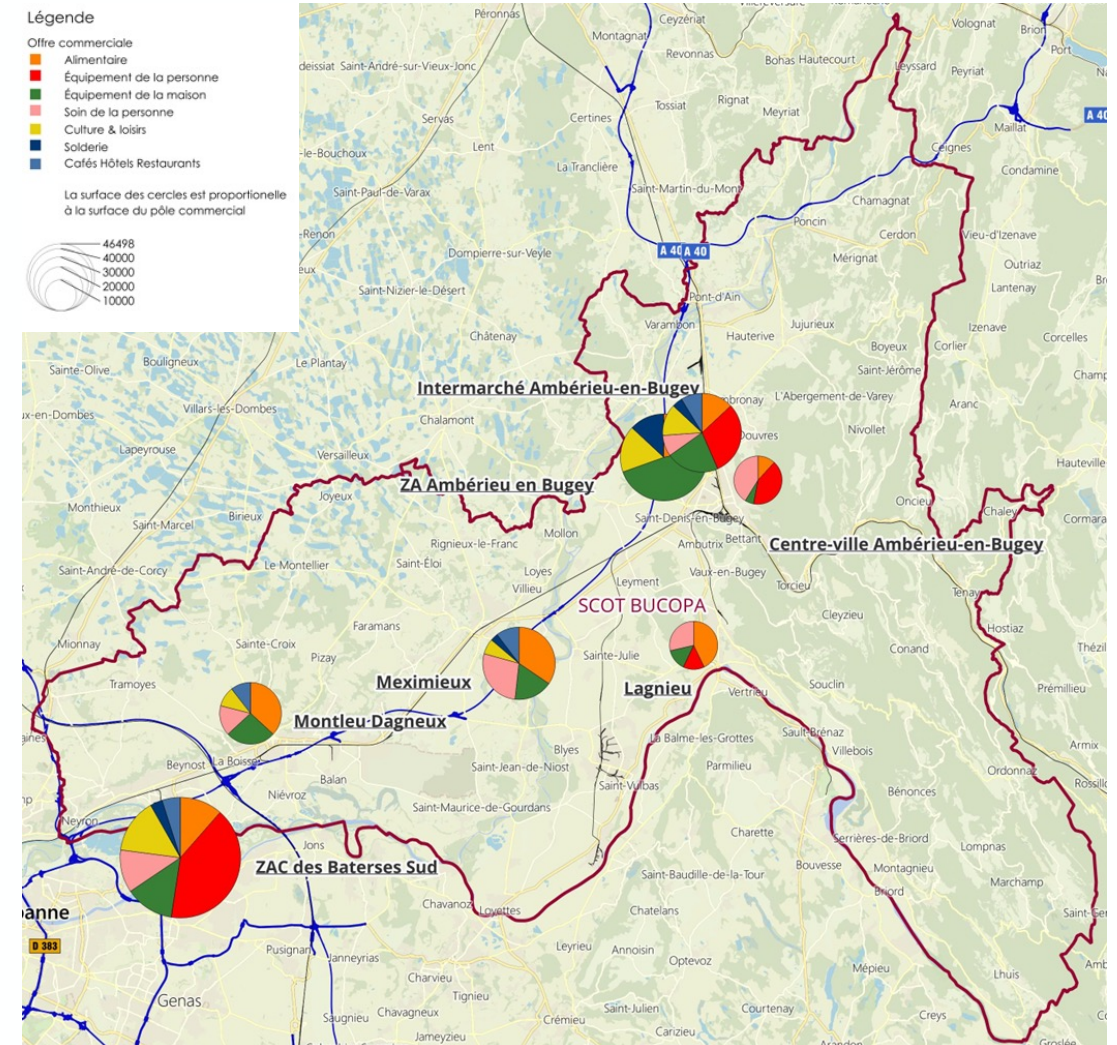 Légende
Offre commerciale
Alimentaire
Équipement de la personne
Équipement de la maison
Soin de la personne
Culture & loisirs
Solderie
Cafés Hôtels Restaurants
La surface des cercles est proportionelle
à la surface du pôle commercial
46498
40000
30000
20000
10000
Péronnas
Ceyzériat
Montagnat
Revonnas
Bohas Hautecourt
Volognat
Brion
Port
Leyssard
Peyriat
deissiat Saint-André-sur-Vieux-Jonc
Tossiat
Rignat
Meyriat
Servas
Certines
A 40
Maillat
Lent
Ceignes
-le-Bouchoux
La Tranclière
Condamine
Saint-Paul-de-Varax
Saint-Martin-du-Mont
Chamagnat
Poncin
-Renon
Cerdon
Vieu-d'Izenave
Dompierre-sur-Veyle
A 40
A 40
Mérignat
Outriaz
Saint-Nizier-le-Désert
Lantenay
Pont-d'Ain
Varambon
Jujurieux
Izenave
Hauterive
Châtenay
Boyeux
Corlier
Corcelles
Bouligneux
Le Plantay
Saint-Jérôme
Sainte-Olive
Champ
Intermarché Ambérieu-en-Bugey
ux-en-Dombes
Villars-les-Dombes
bronay
L'Abergement-de-Varey
Aranc
Chalamont
Douvres
Nivollet
Lapeyrouse
Versailleux
Hauteville
ZA Ambérieu en Bugey
Joyeux
Monthieux
Oncieu
Chaley
Birieux
Saint-Marcel
Saint-Denis-en-Bugey
Cormara
Mollon
Bettant
Rignieux-le-Franc
Ambutrix
Centre-ville Ambérieu-en-Bugey
Saint-André-de-Corcy
Le Montellier
Saint-Éloi
Loyes
Vaux-en-Bugey
Villieu
Leyment
Torcieu
Tenay
SCOT BUCOPA
Cleyzieu
Faramans
Hostiaz
Mionnay
Sainte-Croix
Pizay
Sainte-Julie
Conand
Thézil
Tramoyes
Meximieux
Lagnieu
Souclin
Prémillieu
Vertrieu
Montleu Dagneux
Sault-Brénaz
La Balme-les-Grottes
Villebois
Armix
Blyes
Beynost
La Boisse
Parmilieu
Saint-Jean-de-Niost
Ordonnaz
Balan
Saint-Vulbas
Niévroz
Bénonces
Saint-Maurice-de-Gourdans
Neyron
Charette
Serrières-de-Briord
Jons
Lompnas
ZAC des Baterses Sud
Bouvesse
Montagnieu
Saint-Baudille-de-la-Tour
Marchamp
Briord
Chavanoz
Loyettes
Chatelans
D 383
Pusignan
Leyrieu
Janneyrias
Annoisin
Optevoz
Charvieu
Mépieu
Lhuis
Tignieu
Genas
Chavagneux
Saint-Julien
Courtenay
Creys
Saugnieu
Crémieu
Carizieu
Jameyzieu
Groslée